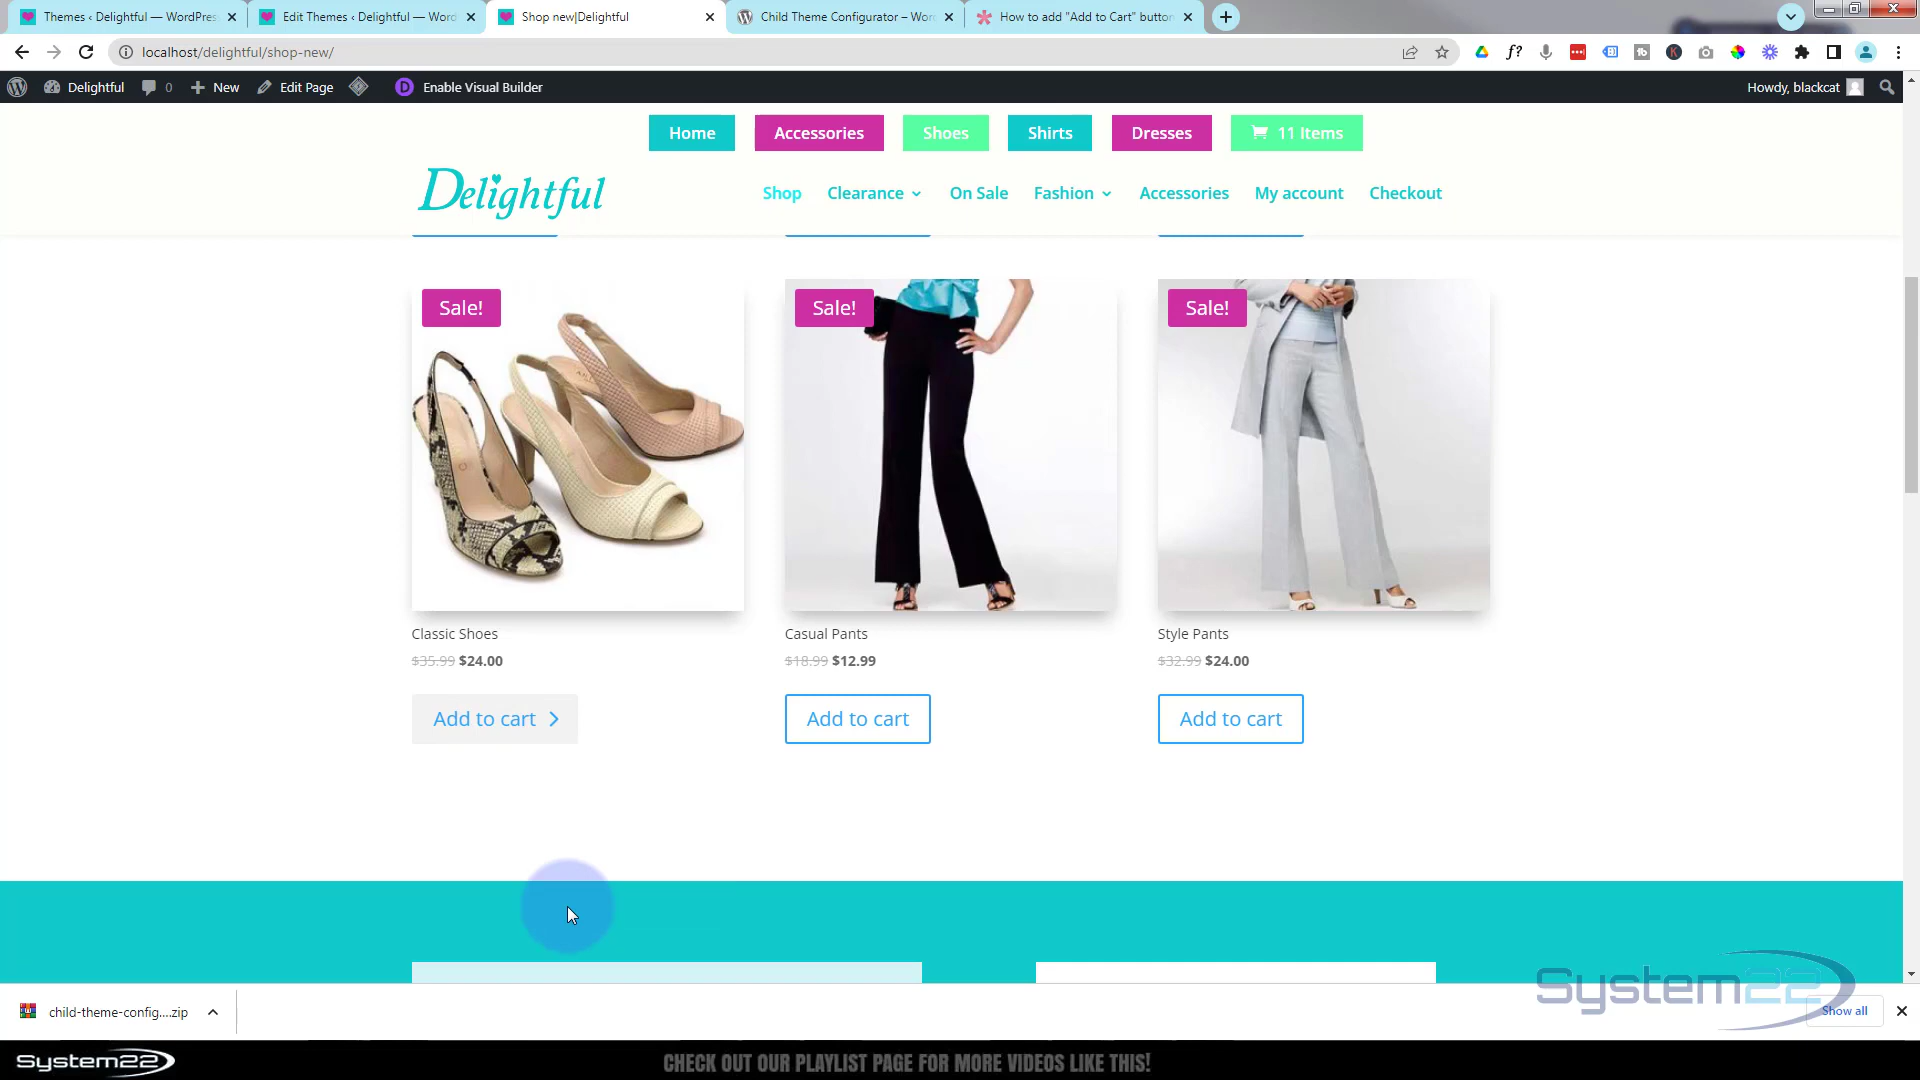 Themes ‹ Delightful — WordPres
Edit Themes ‹ Delightful — Word
Shop new|Delightful
Child Theme Configurator – Wor
How to add "Add to Cart" button
localhost/delightful/shop-new/
Delightful
0
New
Edit Page
Enable Visual Builder
Howdy, blackcat
Home
Accessories
Shoes
Shirts
Dresses
11 Items
Delightful
Shop
Clearance
On Sale
Fashion
Accessories
My account
Checkout
Sale!
Sale!
Sale!
Classic Shoes
Casual Pants
Style Pants
$35.99 $24.00
$18.99 $12.99
$32.99 $24.00
Add to cart
Add to cart
Add to cart
System22
child-theme-config....zip
Show all
System22
CHECK OUT OUR PLAYLIST PAGE FOR MORE VIDEOS LIKE THIS!